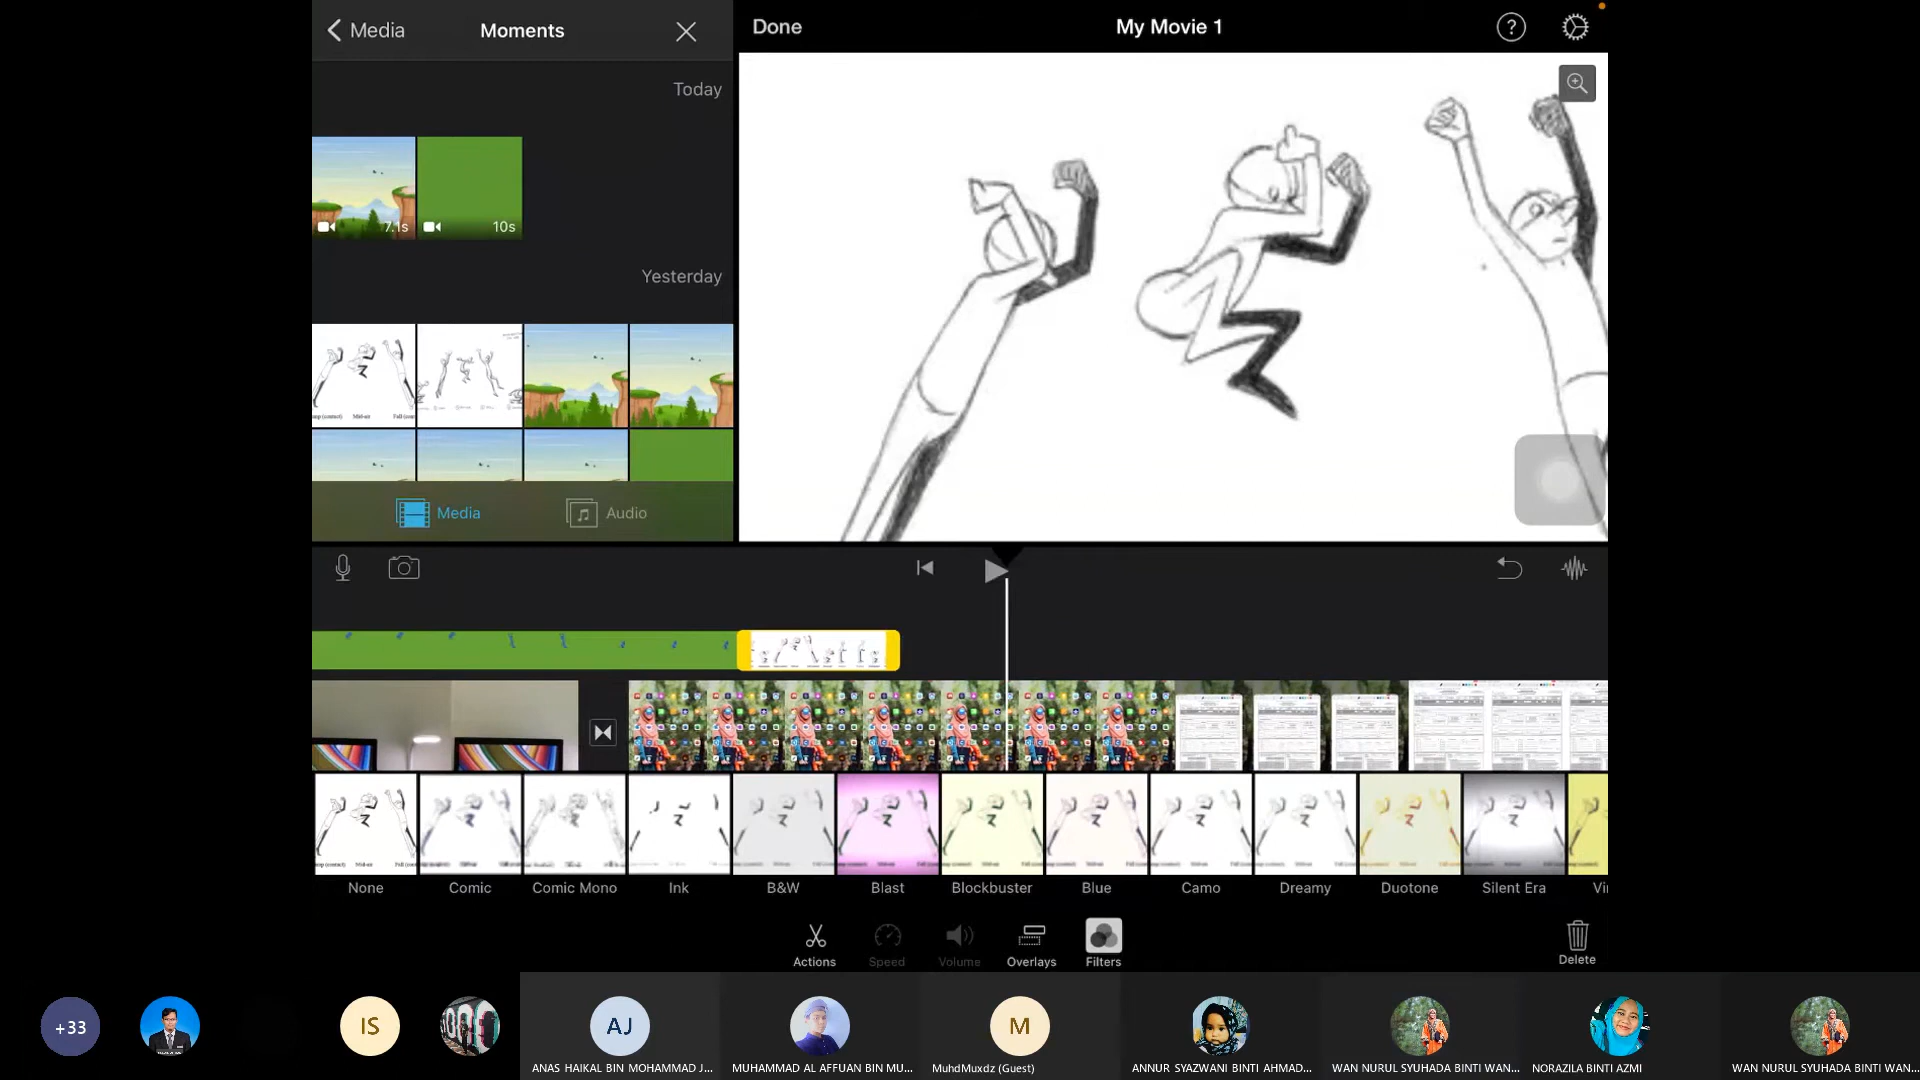 Media
Moments
Done
My Movie 1
?
Today
7.1s
10s
Yesterday
Mid-air
Media
Audio
None
Comic
Comic Mono
Ink
B&W
Blast
Blockbuster
Blue
Camo
Dreamy
Duotone
Silent Era
Actions
Speed
Volume
Overlays
Filters
Delete
+33
IS
AJ
M
ANAS HAIKAL BIN MOHAMMAD J...
MUHAMMAD AL AFFUAN BIN MU...
MuhdMuxdz (Guest)
ANNUR SYAZWANI BINTI AHMAD...
WAN NURUL SYUHADA BINTI WAN...
NORAZILA BINTI AZMI
WAN NURUL SYUHADA BINTI WAN...